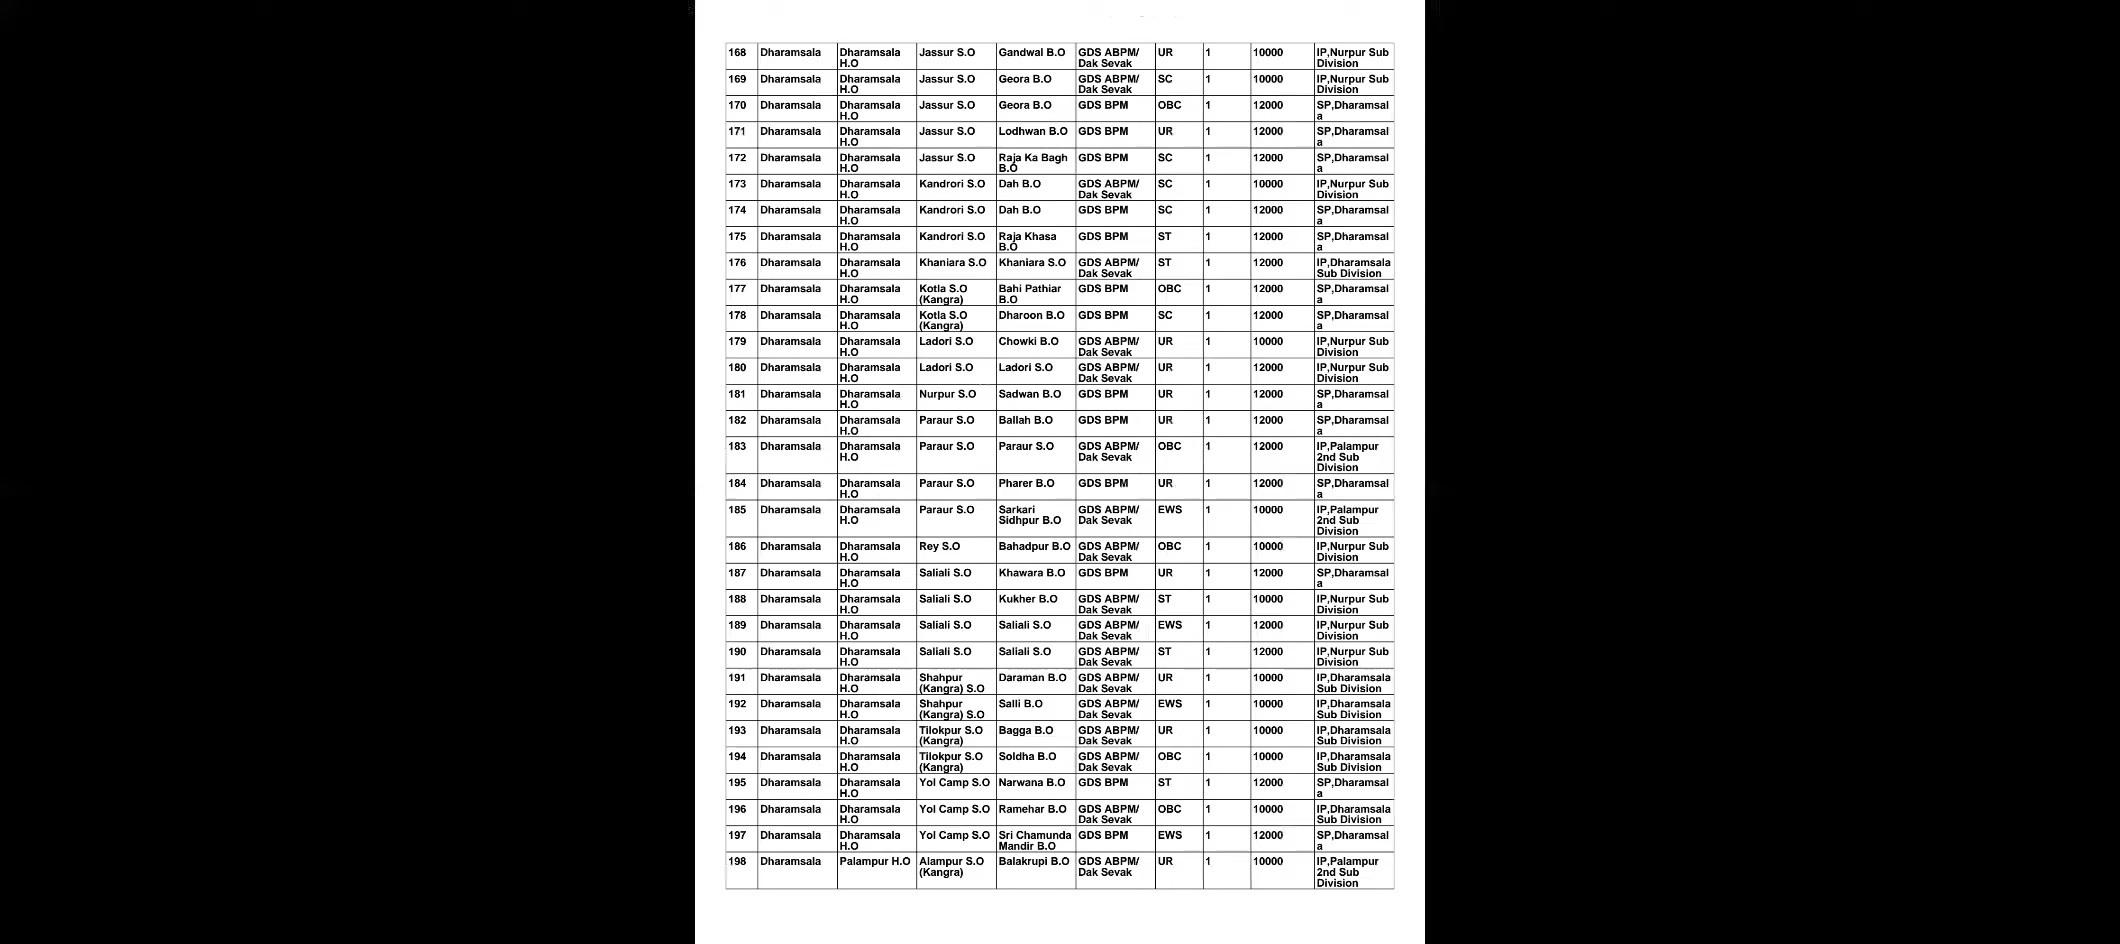 168 Dharamsala Dharamsala H.O Jassur S.O Gandwal B.O GDS ABPM/ Dak Sevak UR 1 10000 IP,Nurpur Sub Division
169 Dharamsala Dharamsala H.O Jassur S.O Geora B.O GDS ABPM/ Dak Sevak SC 1 10000 IP,Nurpur Sub Division
170 Dharamsala Dharamsala H.O Jassur S.O Geora B.O GDS BPM OBC 1 12000 SP,Dharamsal a
171 Dharamsala Dharamsala H.O Jassur S.O Lodhwan B.O GDS BPM UR 1 12000 SP,Dharamsal a
172 Dharamsala Dharamsala H.O Jassur S.O Raja Ka Bagh B.O GDS BPM SC 1 12000 SP,Dharamsal a
173 Dharamsala Dharamsala H.O Kandrori S.O Dah B.O GDS ABPM/ Dak Sevak SC 1 10000 IP,Nurpur Sub Division
174 Dharamsala Dharamsala H.O Kandrori S.O Dah B.O GDS BPM SC 1 12000 SP,Dharamsal a
175 Dharamsala Dharamsala H.O Kandrori S.O Raja Khasa B.O GDS BPM ST 1 12000 SP,Dharamsal a
176 Dharamsala Dharamsala H.O Khaniara S.O Khaniara S.O GDS ABPM/ Dak Sevak ST 1 12000 IP,Dharamsala Sub Division
177 Dharamsala Dharamsala H.O Kotla S.O (Kangra) Bahi Pathiar B.O GDS BPM OBC 1 12000 SP,Dharamsal a
178 Dharamsala Dharamsala H.O Kotla S.O (Kangra) Dharoon B.O GDS BPM SC 1 12000 SP,Dharamsal a
179 Dharamsala Dharamsala H.O Ladori S.O Chowki B.O GDS ABPM/ Dak Sevak UR 1 10000 IP,Nurpur Sub Division
180 Dharamsala Dharamsala H.O Ladori S.O Ladori S.O GDS ABPM/ Dak Sevak UR 1 12000 IP,Nurpur Sub Division
181 Dharamsala Dharamsala H.O Nurpur S.O Sadwan B.O GDS BPM UR 1 12000 SP,Dharamsal a
182 Dharamsala Dharamsala H.O Paraur S.O Ballah B.O GDS BPM UR 1 12000 SP,Dharamsal a
183 Dharamsala Dharamsala H.O Paraur S.O Paraur S.O GDS ABPM/ Dak Sevak OBC 1 12000 IP,Palampur 2nd Sub Division
184 Dharamsala Dharamsala H.O Paraur S.O Pharer B.O GDS BPM UR 1 12000 SP,Dharamsal a
185 Dharamsala Dharamsala H.O Paraur S.O Sarkari Sidhpur B.O GDS ABPM/ Dak Sevak EWS 1 10000 IP,Palampur 2nd Sub Division
186 Dharamsala Dharamsala H.O Rey S.O Bahadpur B.O GDS ABPM/ Dak Sevak OBC 1 10000 IP,Nurpur Sub Division
187 Dharamsala Dharamsala H.O Saliali S.O Khawara B.O GDS BPM UR 1 12000 SP,Dharamsal a
188 Dharamsala Dharamsala H.O Saliali S.O Kukher B.O GDS ABPM/ Dak Sevak ST 1 10000 IP,Nurpur Sub Division
189 Dharamsala Dharamsala H.O Saliali S.O Saliali S.O GDS ABPM/ Dak Sevak EWS 1 12000 IP,Nurpur Sub Division
190 Dharamsala Dharamsala H.O Saliali S.O Saliali S.O GDS ABPM/ Dak Sevak ST 1 12000 IP,Nurpur Sub Division
191 Dharamsala Dharamsala H.O Shahpur (Kangra) S.O Daraman B.O GDS ABPM/ Dak Sevak UR 1 10000 IP,Dharamsala Sub Division
192 Dharamsala Dharamsala H.O Shahpur (Kangra) S.O Salli B.O GDS ABPM/ Dak Sevak EWS 1 10000 IP,Dharamsala Sub Division
193 Dharamsala Dharamsala H.O Tilokpur S.O (Kangra) Bagga B.O GDS ABPM/ Dak Sevak UR 1 10000 IP,Dharamsala Sub Division
194 Dharamsala Dharamsala H.O Tilokpur S.O (Kangra) Soldha B.O GDS ABPM/ Dak Sevak OBC 1 10000 IP,Dharamsala Sub Division
195 Dharamsala Dharamsala H.O Yol Camp S.O Narwana B.O GDS BPM ST 1 12000 SP,Dharamsal a
196 Dharamsala Dharamsala H.O Yol Camp S.O Ramehar B.O GDS ABPM/ Dak Sevak OBC 1 10000 IP,Dharamsala Sub Division
197 Dharamsala Dharamsala H.O Yol Camp S.O Sri Chamunda Mandir B.O GDS BPM EWS 1 12000 SP,Dharamsal a
198 Dharamsala Palampur H.O Alampur S.O (Kangra) Balakrupi B.O GDS ABPM/ Dak Sevak UR 1 10000 IP,Palampur 2nd Sub Division